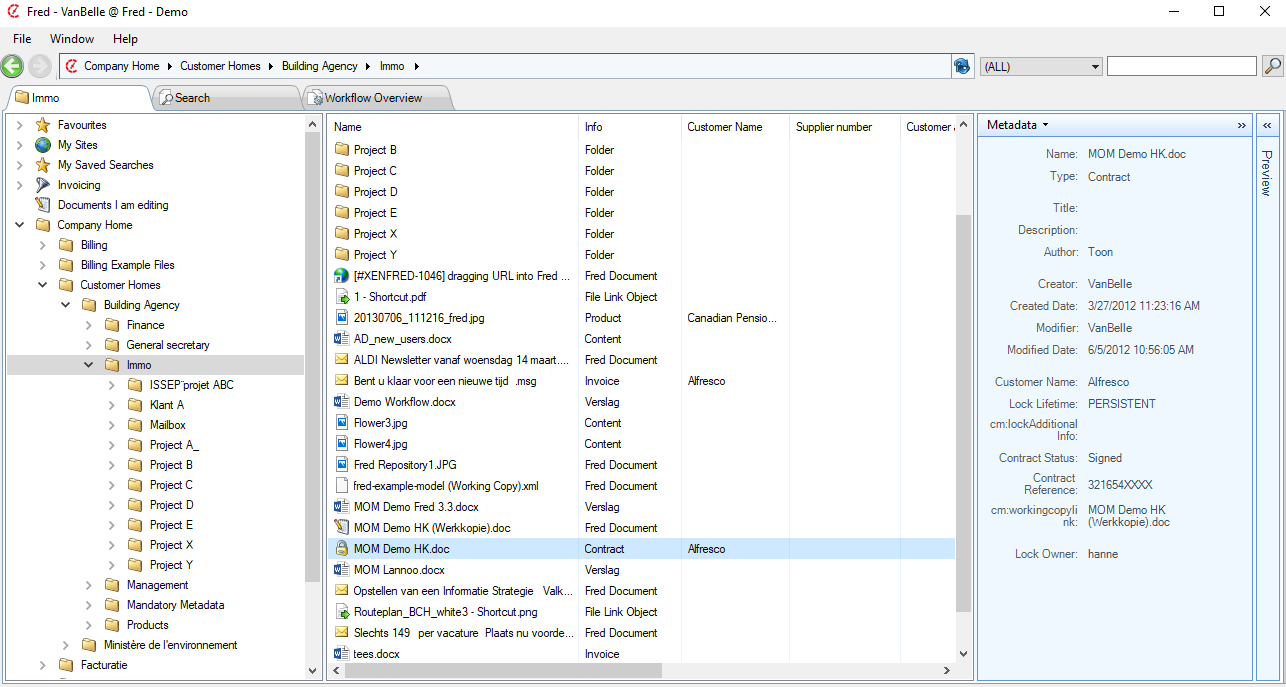 Fred - VanBelle @ Fred - Demo
File Window Help
Company Home Customer Homes Building Agency Immo (ALL)
Immo Search Workflow Overview
Favourites
My Sites
My Saved Searches
Invoicing
Documents I am editing
Company Home
Billing
Billing Example Files
Customer Homes
Building Agency
Finance
General secretary
Immo
ISSEP¨projet ABC
Klant A
Mailbox
Project A_
Project B
Project C
Project D
Project E
Project X
Project Y
Management
Mandatory Metadata
Products
Ministère de l'environnement
Facturatie
Name Info Customer Name Supplier number Customer
Project B Folder
Project C Folder
Project D Folder
Project E Folder
Project X Folder
Project Y Folder
[#XENFRED-1046] dragging URL into Fred ... Fred Document
1 - Shortcut.pdf File Link Object
20130706_111216_fred.jpg Product Canadian Pensio...
AD_new_users.docx Content
ALDI Newsletter vanaf woensdag 14 maart.... Fred Document
Bent u klaar voor een nieuwe tijd .msg Invoice Alfresco
Demo Workflow.docx Verslag
Flower3.jpg Content
Flower4.jpg Content
Fred Repository1.JPG Fred Document
fred-example-model (Working Copy).xml Fred Document
MOM Demo Fred 3.3.docx Verslag
MOM Demo HK (Werkkopie).doc Fred Document
MOM Demo HK.doc Contract Alfresco
MOM Lannoo.docx Verslag
Opstellen van een Informatie Strategie Valk... Fred Document
Routeplan_BCH_white3 - Shortcut.png File Link Object
Slechts 149 per vacature Plaats nu voorde... Fred Document
tees.docx Invoice
Metadata
Name: MOM Demo HK.doc
Type: Contract
Title:
Description:
Author: Toon
Creator: VanBelle
Created Date: 3/27/2012 11:23:16 AM
Modifier: VanBelle
Modified Date: 6/5/2012 10:56:05 AM
Customer Name: Alfresco
Lock Lifetime: PERSISTENT
cm:lockAdditional
Info:
Contract Status: Signed
Contract
Reference: 321654XXXX
cm:workingcopyli MOM Demo HK
nk: (Werkkopie).doc
Lock Owner: hanne
Preview